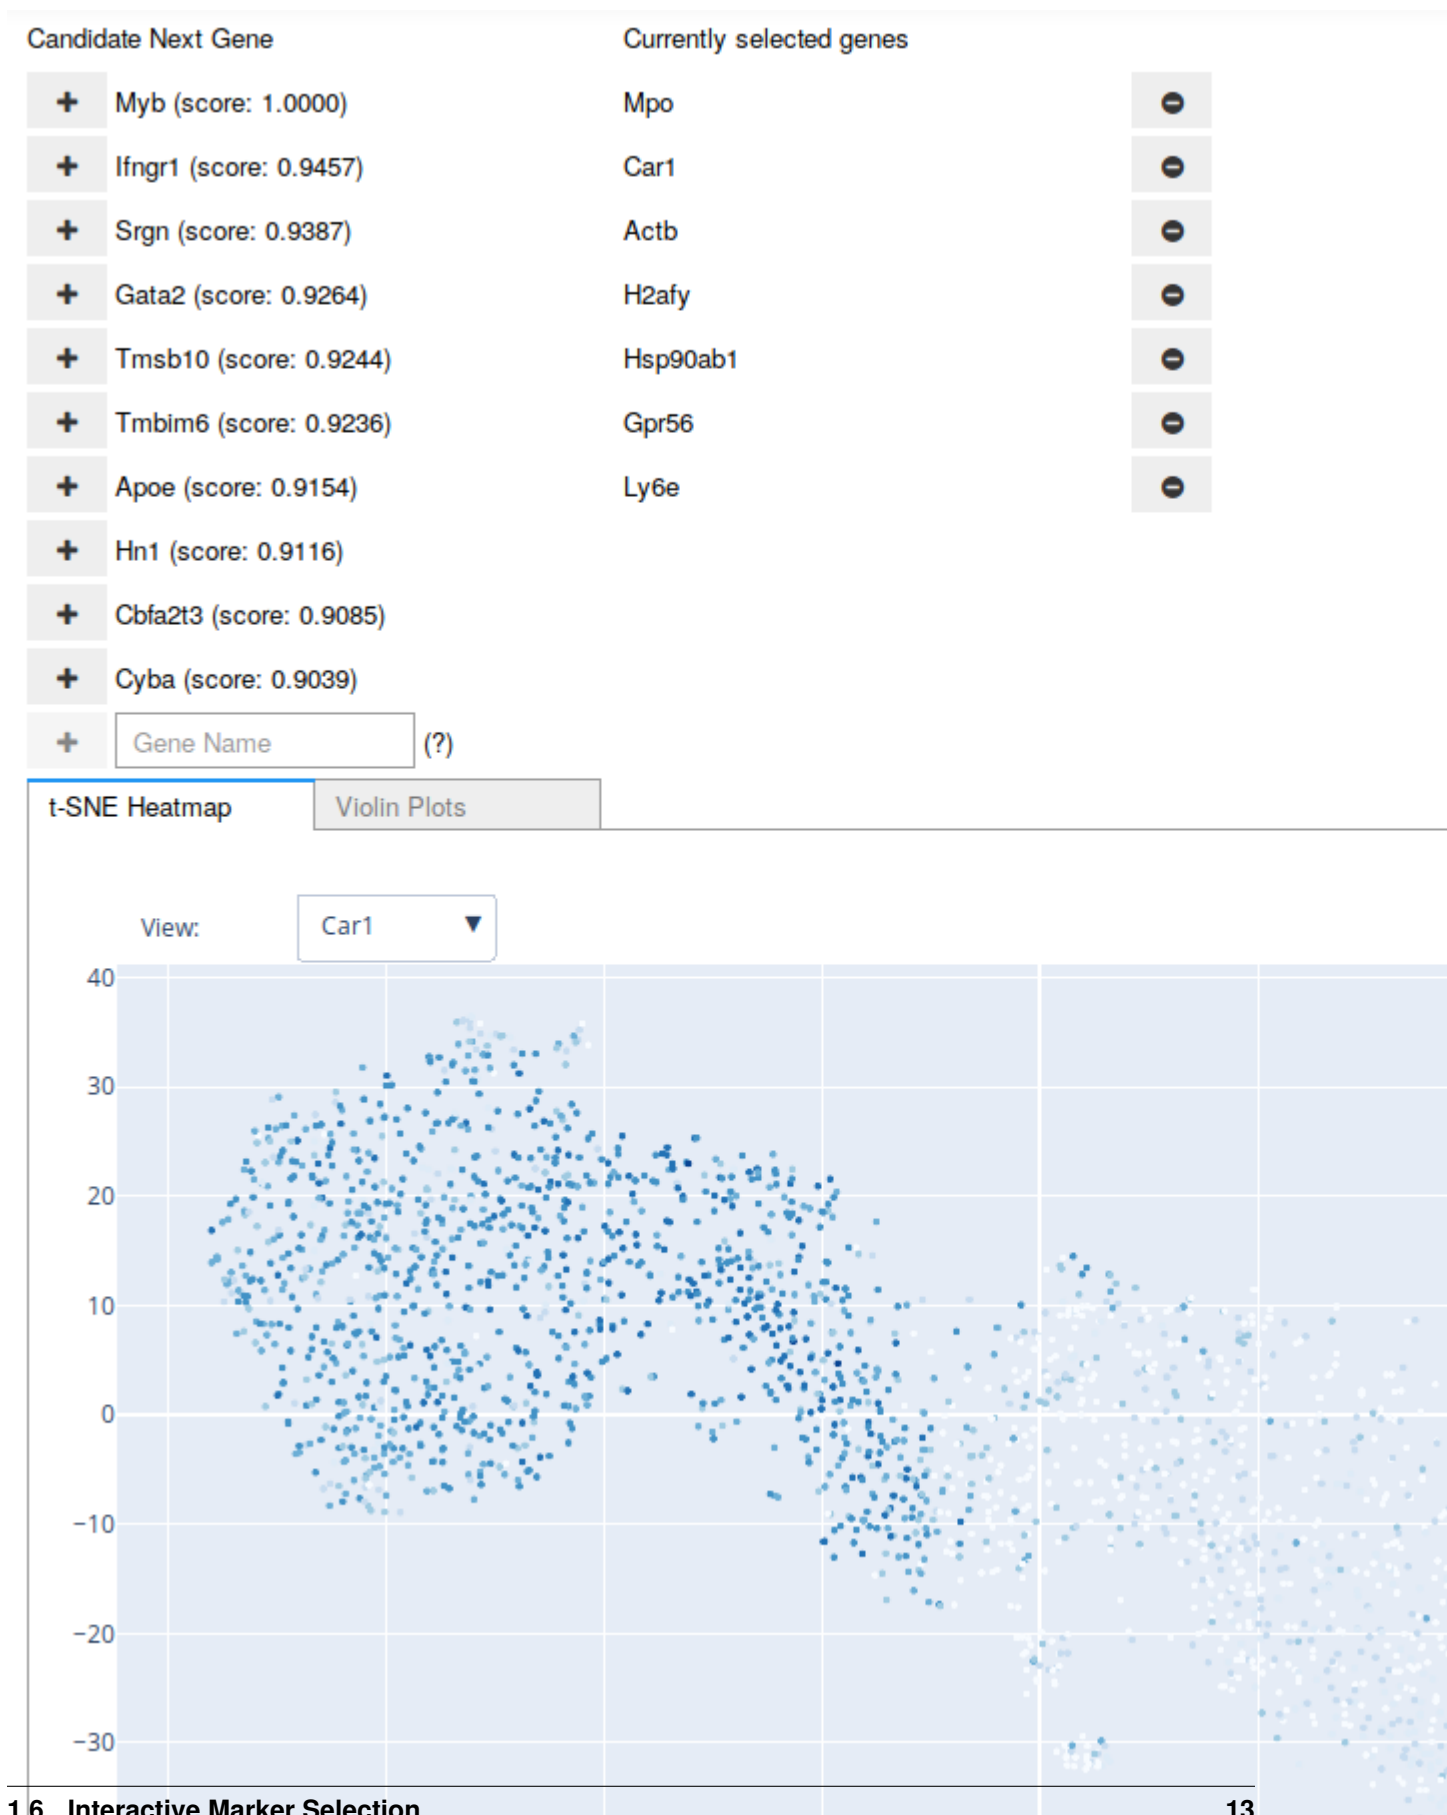 Candidate Next Gene
Currently selected genes
Myb (score: 1.0000)
Mpo
Ifngr1 (score: 0.9457)
Car1
Srgn (score: 0.9387)
Actb
Gata2 (score: 0.9264)
H2afy
Tmsb10 (score: 0.9244)
Hsp90ab1
Tmbim6 (score: 0.9236)
Gpr56
Apoe (score: 0.9154)
Ly6e
Hn1 (score: 0.9116)
Cbfa2t3 (score: 0.9085)
Cyba (score: 0.9039)
Gene Name
(?)
t-SNE Heatmap
Violin Plots
View:
Car1
40
30
20
10
0
−10
−20
−30
1.6 Interactive Marker Selection
13